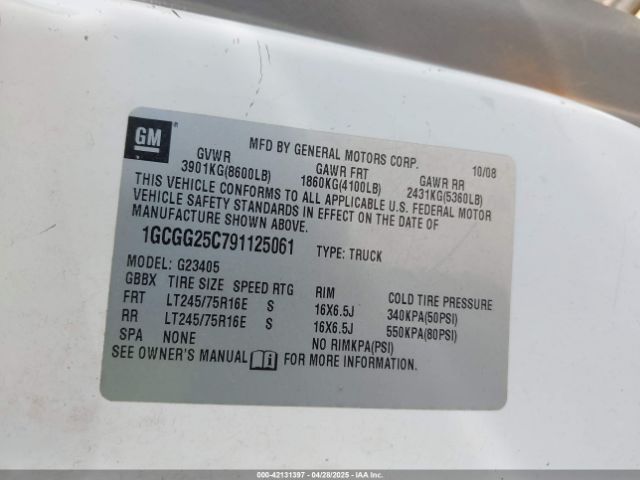 GM ®
MFD BY GENERAL MOTORS CORP. 10/08
GVWR GAWR FRT GAWR RR
3901KG(8600LB) 1860KG(4100LB) 2431KG(5360LB)
THIS VEHICLE CONFORMS TO ALL APPLICABLE U.S. FEDERAL MOTOR
VEHICLE SAFETY STANDARDS IN EFFECT ON THE DATE OF
MANUFACTURE SHOWN ABOVE.
1GCGG25C791125061 TYPE: TRUCK
MODEL: G23405
GBBX TIRE SIZE SPEED RTG RIM COLD TIRE PRESSURE
FRT LT245/75R16E S 16X6.5J 340KPA(50PSI)
RR LT245/75R16E S 16X6.5J 550KPA(80PSI)
SPA NONE NO RIMKPA(PSI)
SEE OWNER'S MANUAL i FOR MORE INFORMATION.
000-42131397 - 04/28/2025 - IAAC